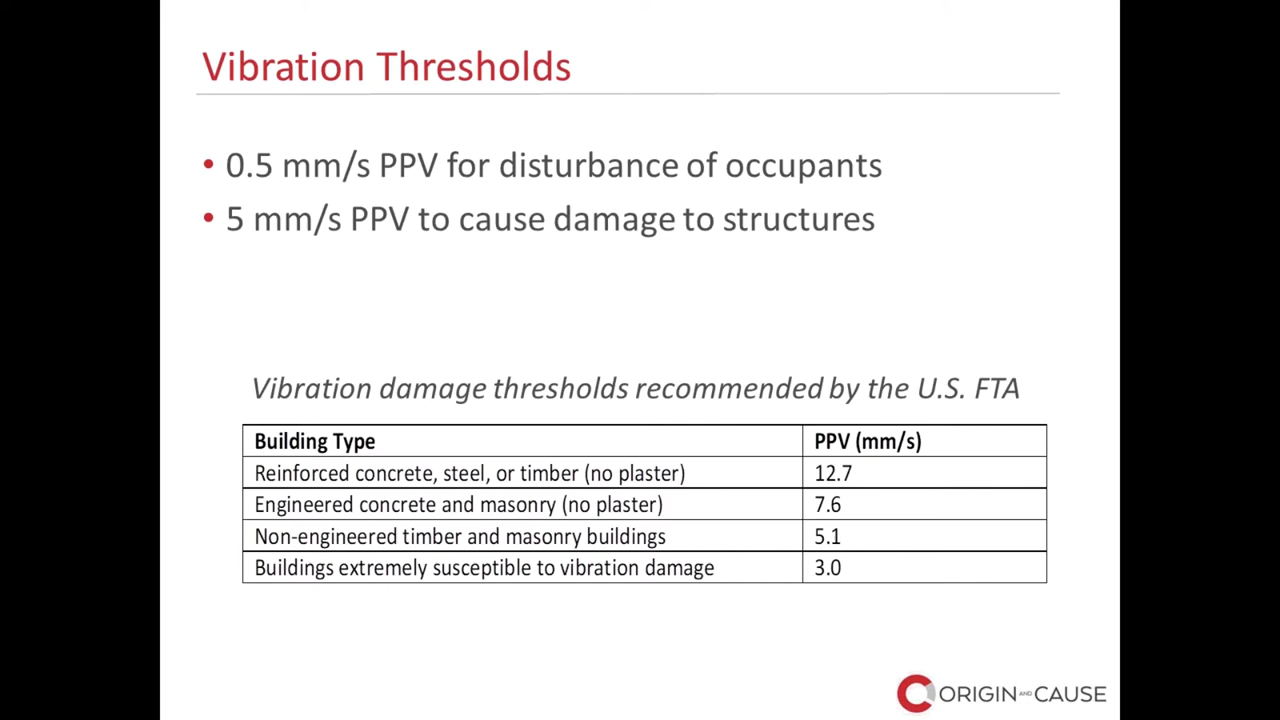 Vibration Thresholds
• 0.5 mm/s PPV for disturbance of occupants
• 5 mm/s PPV to cause damage to structures
Vibration damage thresholds recommended by the U.S. FTA
Building Type PPV (mm/s)
Reinforced concrete, steel, or timber (no plaster) 12.7
Engineered concrete and masonry (no plaster) 7.6
Non-engineered timber and masonry buildings 5.1
Buildings extremely susceptible to vibration damage 3.0
ORIGIN AND CAUSE